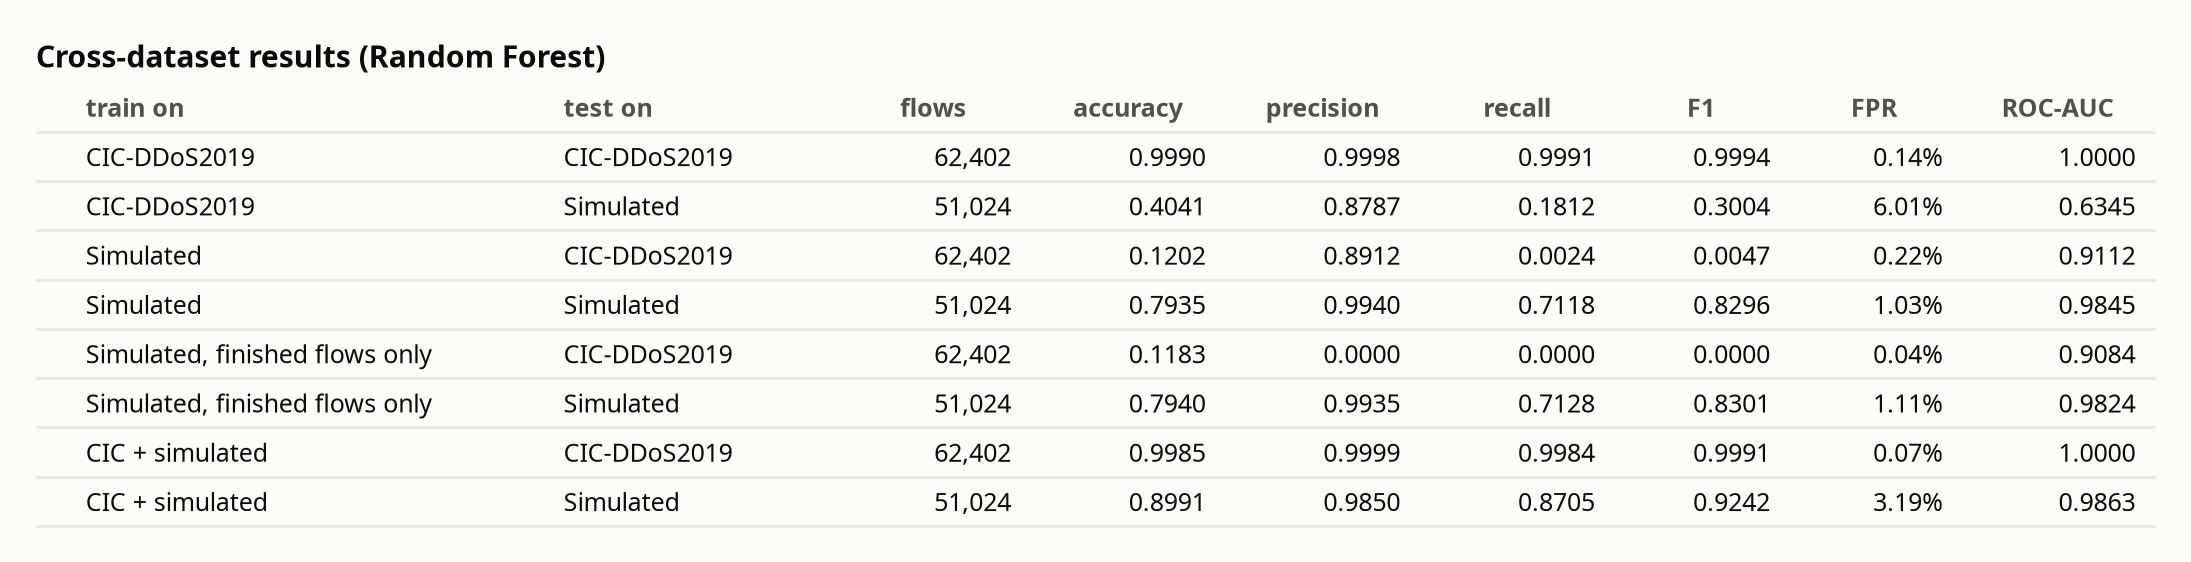 Cross-dataset results (Random Forest)
train on test on flows accuracy precision recall F1 FPR ROC-AUC
CIC-DDoS2019 CIC-DDoS2019 62,402 0.9990 0.9998 0.9991 0.9994 0.14% 1.0000
CIC-DDoS2019 Simulated 51,024 0.4041 0.8787 0.1812 0.3004 6.01% 0.6345
Simulated CIC-DDoS2019 62,402 0.1202 0.8912 0.0024 0.0047 0.22% 0.9112
Simulated Simulated 51,024 0.7935 0.9940 0.7118 0.8296 1.03% 0.9845
Simulated, finished flows only CIC-DDoS2019 62,402 0.1183 0.0000 0.0000 0.0000 0.04% 0.9084
Simulated, finished flows only Simulated 51,024 0.7940 0.9935 0.7128 0.8301 1.11% 0.9824
CIC + simulated CIC-DDoS2019 62,402 0.9985 0.9999 0.9984 0.9991 0.07% 1.0000
CIC + simulated Simulated 51,024 0.8991 0.9850 0.8705 0.9242 3.19% 0.9863